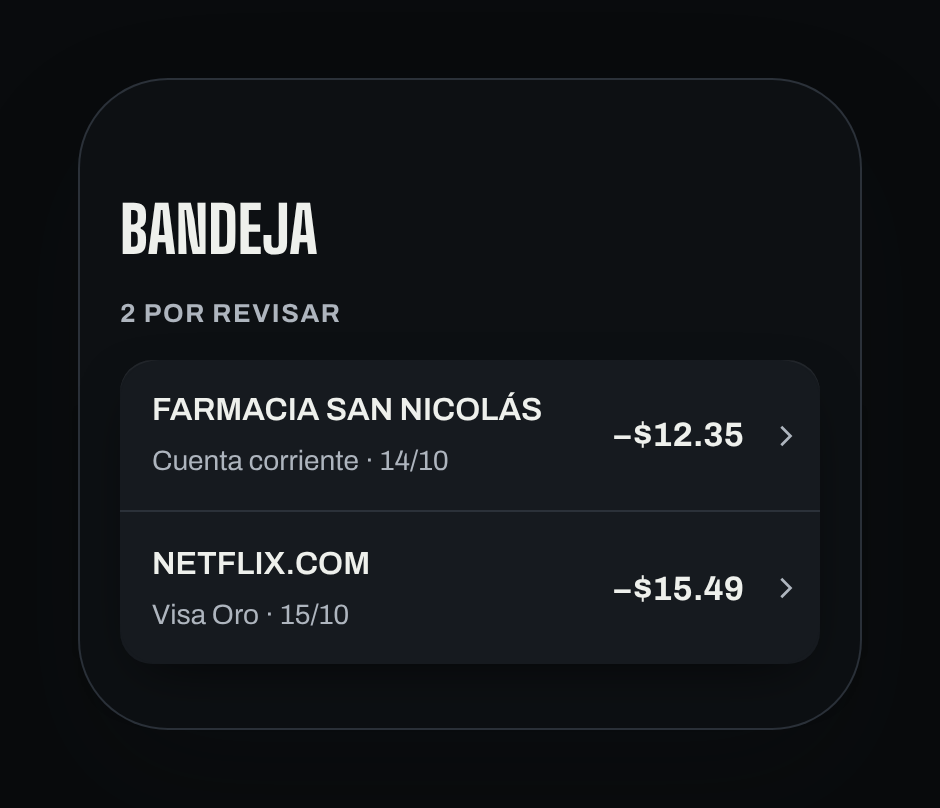 BANDEJA
2 POR REVISAR
FARMACIA SAN NICOLÁS
Cuenta corriente · 14/10
–$12.35
NETFLIX.COM
Visa Oro · 15/10
–$15.49